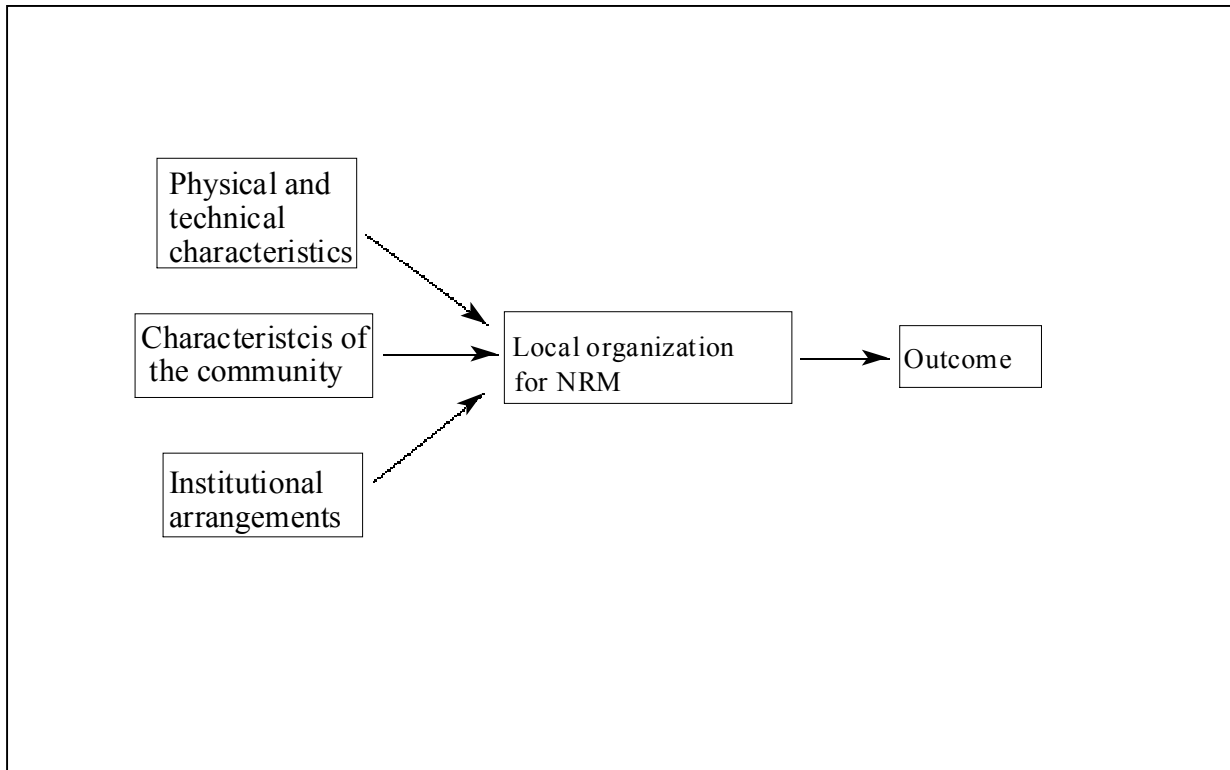 Physical and
technical
characteristics
Characteristcis of
the community
Institutional
arrangements
Local organization
for NRM
Outcome